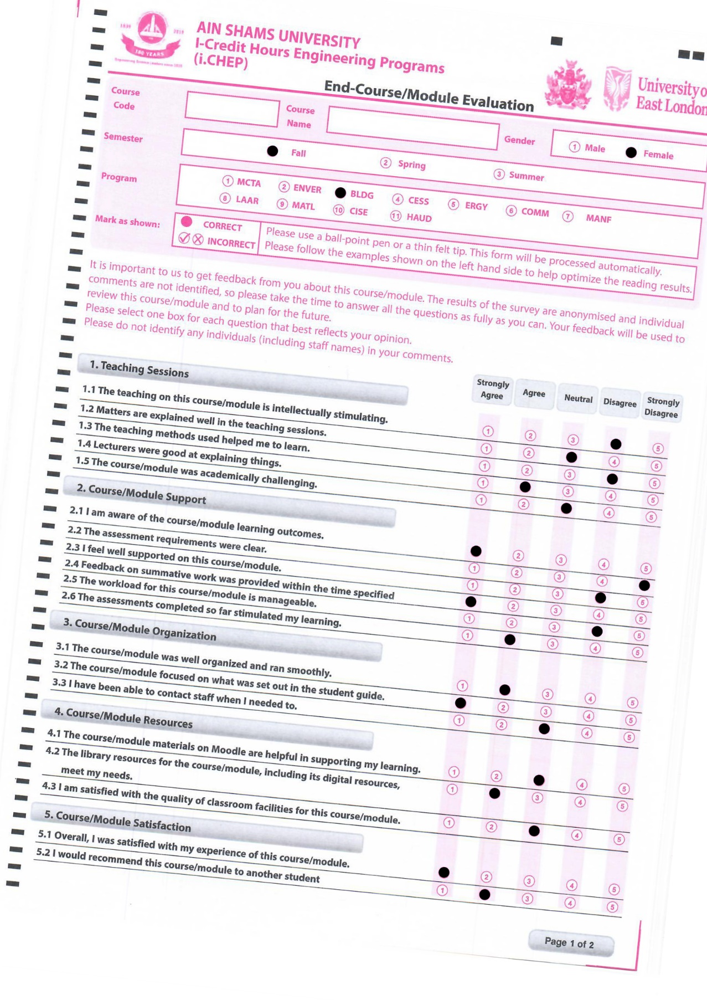 1839 2019
180 YEARS
Engineering Science Leaders since 1839
AIN SHAMS UNIVERSITY
I-Credit Hours Engineering Programs
(i.CHEP)
End-Course/Module Evaluation
University o
East London
Course Code
Course Name
Gender
1 Male Female
Semester
Fall 2 Spring 3 Summer
Program
1 MCTA 2 ENVER BLDG 4 CESS 5 ERGY 6 COMM 7 MANF
8 LAAR 9 MATL 10 CISE 11 HAUD
Mark as shown:
CORRECT
INCORRECT
Please use a ball-point pen or a thin felt tip. This form will be processed automatically.
Please follow the examples shown on the left hand side to help optimize the reading results.
It is important to us to get feedback from you about this course/module. The results of the survey are anonymised and individual
comments are not identified, so please take the time to answer all the questions as fully as you can. Your feedback will be used to
review this course/module and to plan for the future.
Please select one box for each question that best reflects your opinion.
Please do not identify any individuals (including staff names) in your comments.
1. Teaching Sessions
Strongly Agree Agree Neutral Disagree Strongly Disagree
1.1 The teaching on this course/module is intellectually stimulating. 1 2 3 5
1.2 Matters are explained well in the teaching sessions. 1 2 4 5
1.3 The teaching methods used helped me to learn. 1 2 3 5
1.4 Lecturers were good at explaining things. 1 3 4 5
1.5 The course/module was academically challenging. 1 2 4 5
2. Course/Module Support
2.1 I am aware of the course/module learning outcomes. 2 3 4 5
2.2 The assessment requirements were clear. 1 2 3 4
2.3 I feel well supported on this course/module. 1 2 3 5
2.4 Feedback on summative work was provided within the time specified 2 3 4 5
2.5 The workload for this course/module is manageable. 1 2 3 5
2.6 The assessments completed so far stimulated my learning. 1 3 4 5
3. Course/Module Organization
3.1 The course/module was well organized and ran smoothly. 1 3 4 5
3.2 The course/module focused on what was set out in the student guide. 2 3 4 5
3.3 I have been able to contact staff when I needed to. 1 2 4 5
4. Course/Module Resources
4.1 The course/module materials on Moodle are helpful in supporting my learning. 1 2 4 5
4.2 The library resources for the course/module, including its digital resources, 1 3 4 5
meet my needs.
4.3 I am satisfied with the quality of classroom facilities for this course/module. 1 2 4 5
5. Course/Module Satisfaction
5.1 Overall, I was satisfied with my experience of this course/module. 2 3 4 5
5.2 I would recommend this course/module to another student 1 3 4 5
Page 1 of 2